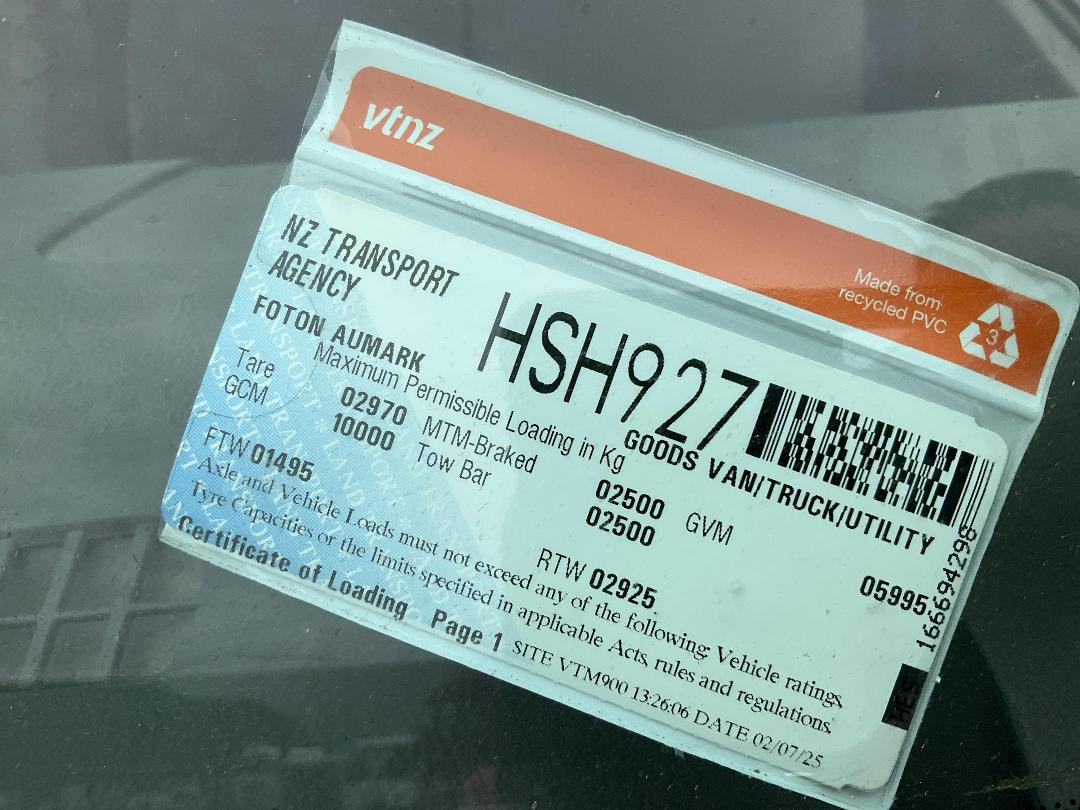 vtnz
Made from
recycled PVC
3
NZ TRANSPORT
AGENCY
HSH927
FOTON AUMARK
GOODS VAN/TRUCK/UTILITY
Maximum Permissible Loading in Kg
Tare 02970 MTM-Braked 02500 GVM 05995
GCM 10000 Tow Bar 02500
FTW 01495 RTW 02925
Axle and Vehicle Loads must not exceed any of the following: Vehicle ratings,
Tyre Capacities or the limits specified in applicable Acts, rules and regulations.
Certificate of Loading Page 1 SITE VTM900 13:26:06 DATE 02/07/25
166694298